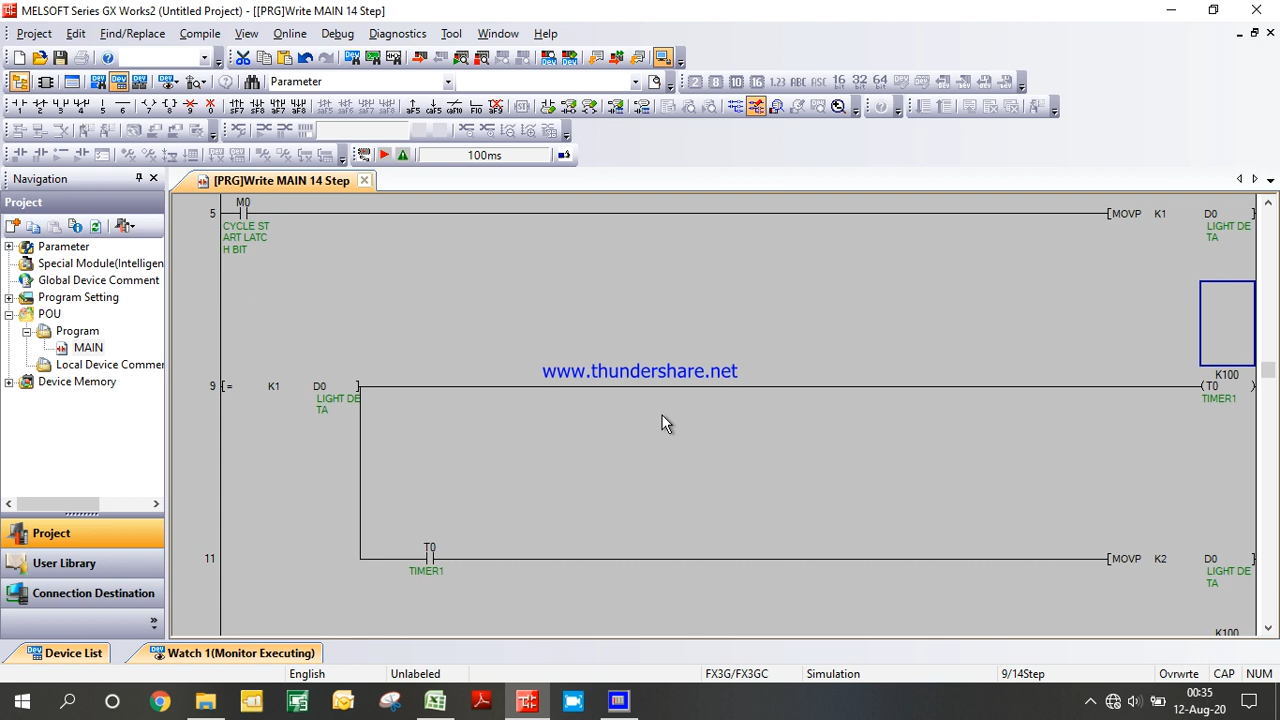 MELSOFT Series GX Works2 (Untitled Project) - [[PRG]Write MAIN 14 Step]
Project Edit Find/Replace Compile View Online Debug Diagnostics Tool Window Help
Parameter
100ms
Navigation
[PRG]Write MAIN 14 Step
Project
Parameter
Special Module(Intelligen
Global Device Comment
Program Setting
POU
Program
MAIN
Local Device Commer
Device Memory
Project
User Library
Connection Destination
M0
5 MOVP K1 D0
CYCLE ST
ART LATC
H BIT
LIGHT DE
TA
www.thundershare.net
K100
9 = K1 D0 T0
LIGHT DE
TA
TIMER1
T0
11 MOVP K2 D0
TIMER1
LIGHT DE
TA
K100
Device List
Watch 1(Monitor Executing)
English Unlabeled FX3G/FX3GC Simulation 9/14Step Ovrwrte CAP NUM
00:35
12-Aug-20